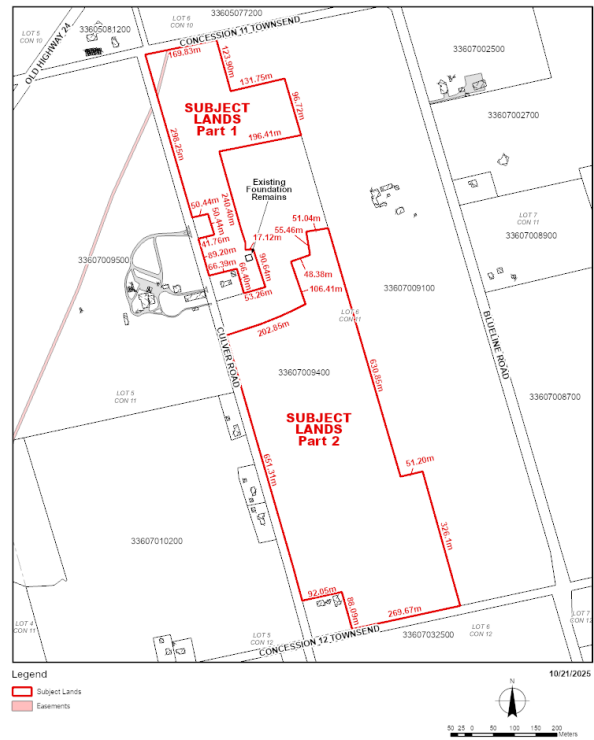 LOT 6
CON 10
33605077200
CONCESSION 11 TOWNSEND
LOT 5
CON 10
33605081200
OLD HIGHWAY 24
169.83m
123.90m
33607002500
131.75m
96.72m
SUBJECT
LANDS
Part 1
33607002700
196.41m
298.25m
Existing
Foundation
Remains
240.40m
50.44m
50.44m
51.04m
LOT 7
CON 11
55.46m
17.12m
33607008900
41.76m
89.20m
33607009500
66.39m
66.40m
90.64m
48.38m
53.26m
106.41m
33607009100
202.85m
LOT 6
CON 11
CULVER ROAD
BLUELINE ROAD
630.85m
33607009400
LOT 5
CON 11
33607008700
SUBJECT
LANDS
Part 2
651.31m
51.20m
326.1m
33607010200
92.05m
88.09m
269.67m
LOT 4
CON 11
LOT 5
CON 12
CONCESSION 12 TOWNSEND
33607032500
LOT 6
CON 12
LOT 7
CON 12
Legend
10/21/2025
Subject Lands
Easements
N
50 25 0 50 100 150 200
Meters